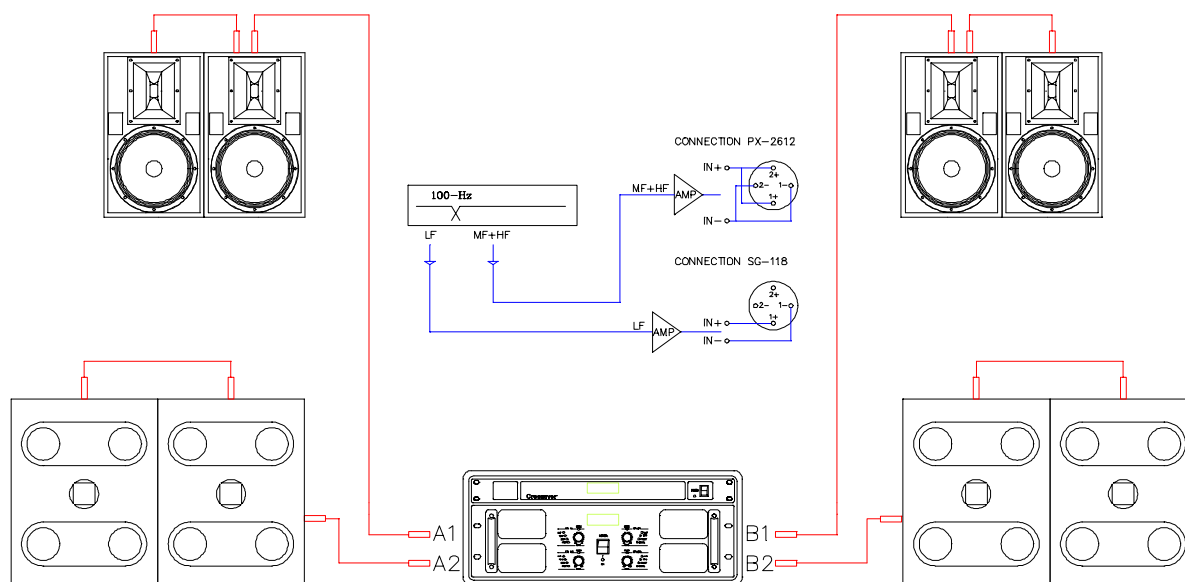 CONNECTION PX-2612
IN+
2+
2-
1-
1+
IN-
MF+HF
AMP
100-Hz
LF
MF+HF
CONNECTION SG-118
2+
2-
1-
1+
IN+
IN-
LF
AMP
A1
A2
B1
B2